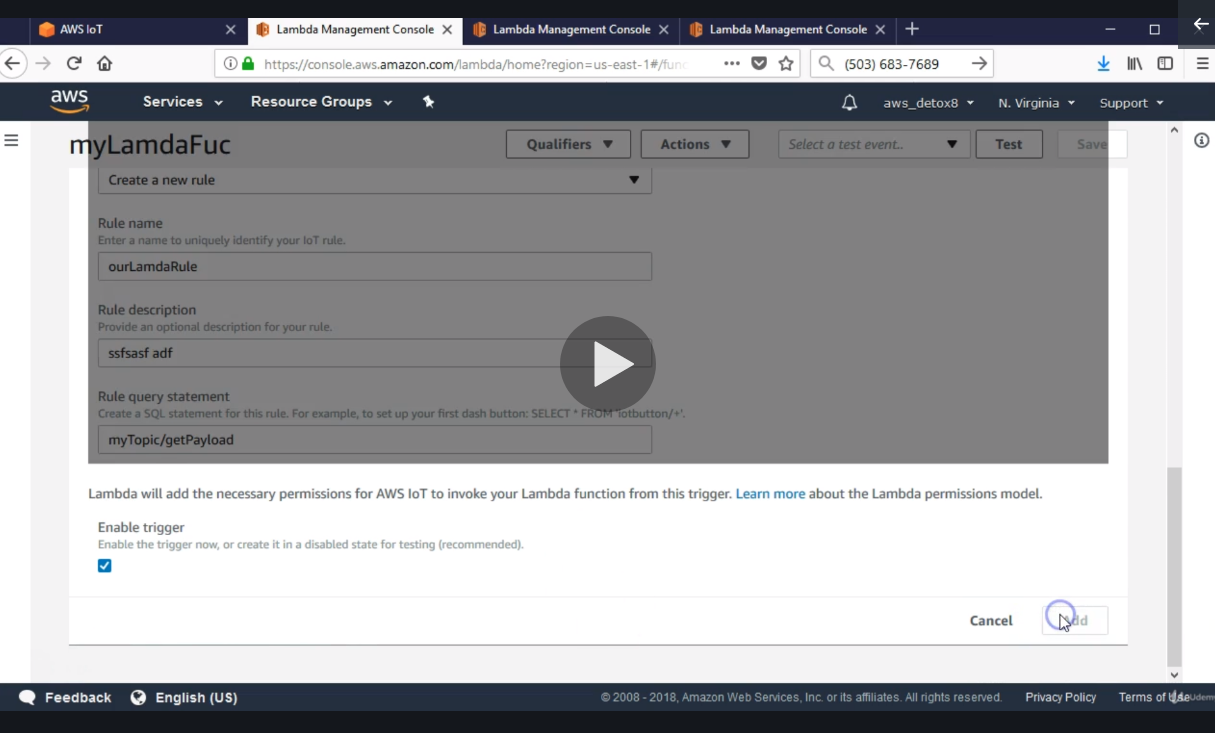 AWS IoT
Lambda Management Console
Lambda Management Console
Lambda Management Console
https://console.aws.amazon.com/lambda/home?region=us-east-1#/func
(503) 683-7689
aws
Services
Resource Groups
aws_detox8
N. Virginia
Support
myLamdaFuc
Qualifiers
Actions
Select a test event..
Test
Save
Create a new rule
Rule name
Enter a name to uniquely identify your IoT rule.
ourLamdaRule
Rule description
Provide an optional description for your rule.
ssfsasf adf
Rule query statement
Create a SQL statement for this rule. For example, to set up your first dash button: SELECT * FROM 'iotbutton/+'.
myTopic/getPayload
Lambda will add the necessary permissions for AWS IoT to invoke your Lambda function from this trigger. Learn more about the Lambda permissions model.
Enable trigger
Enable the trigger now, or create it in a disabled state for testing (recommended).
Cancel
Add
Feedback
English (US)
© 2008 - 2018, Amazon Web Services, Inc. or its affiliates. All rights reserved.
Privacy Policy
Terms of Use
Udemy